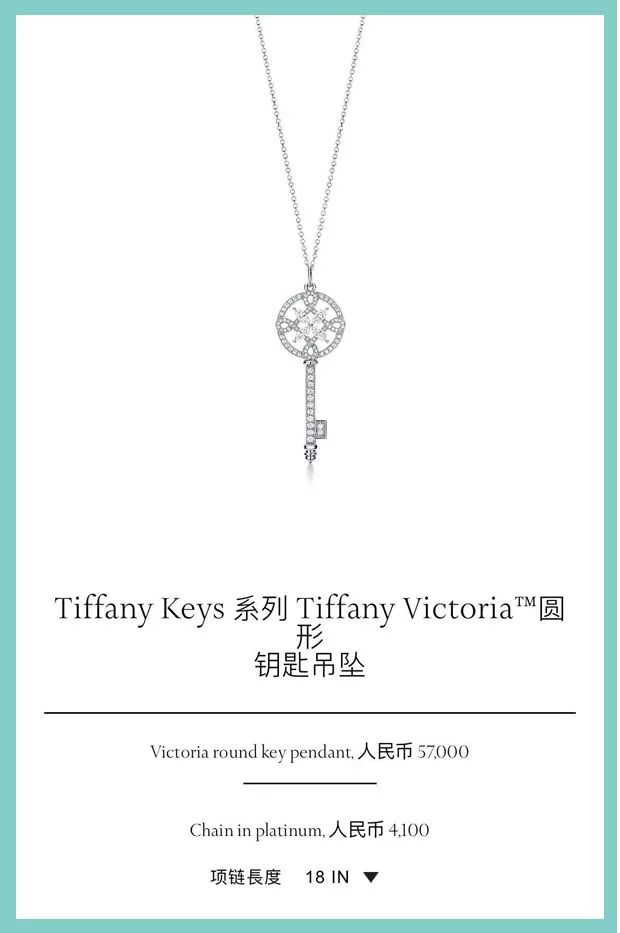 Tiffany Keys 系列 Tiffany Victoria™圆
形
钥匙吊坠
Victoria round key pendant, 人民币 57,000
Chain in platinum, 人民币 4,100
项链長度 18 IN ▼